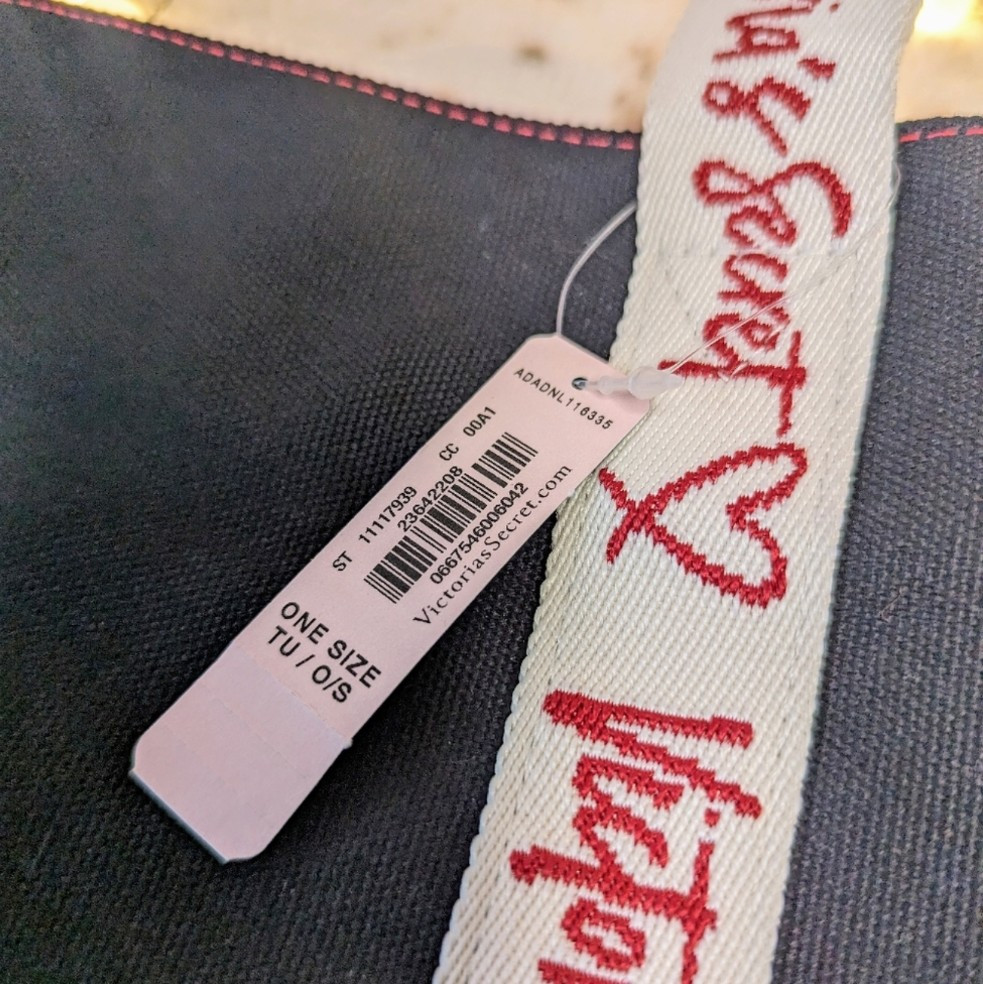 ADADNL116335
ST 11117939 CC 00A1
23642208
0667546006042
VictoriasSecret.com
ONE SIZE
TU / O/S
ia's Secret
Victo